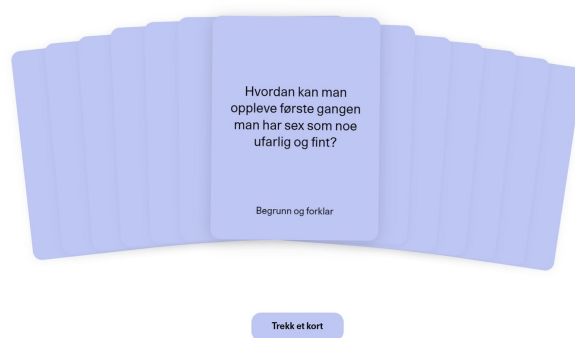 Hvordan kan man
oppleve første gangen
man har sex som noe
ufarlig og fint?
Begrunn og forklar
Trekk et kort